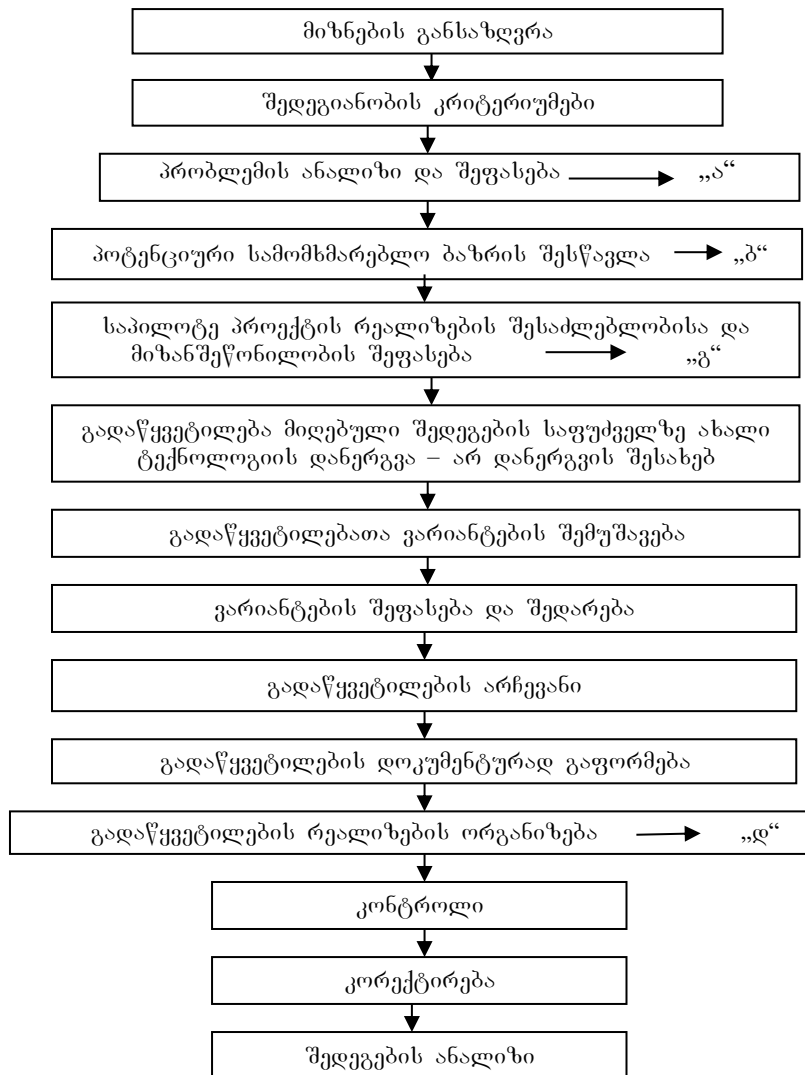 მიზნების განსაზღვრა
შედეგიანობის კრიტერიუმები
პრობლემის ანალიზი და შეფასება „ა“
პოტენციური სამომხმარებლო ბაზრის შესწავლა „ბ“
საპილოტე პროექტის რეალიზების შესაძლებლობისა და
მიზანშეწონილობის შეფასება „გ“
გადაწყვეტილება მიღებული შედეგების საფუძველზე ახალი
ტექნოლოგიის დანერგვა – არ დანერგვის შესახებ
გადაწყვეტილებათა ვარიანტების შემუშავება
ვარიანტების შეფასება და შედარება
გადაწყვეტილების არჩევანი
გადაწყვეტილების დოკუმენტურად გაფორმება
გადაწყვეტილების რეალიზების ორგანიზება „დ“
კონტროლი
კორექტირება
შედეგების ანალიზი